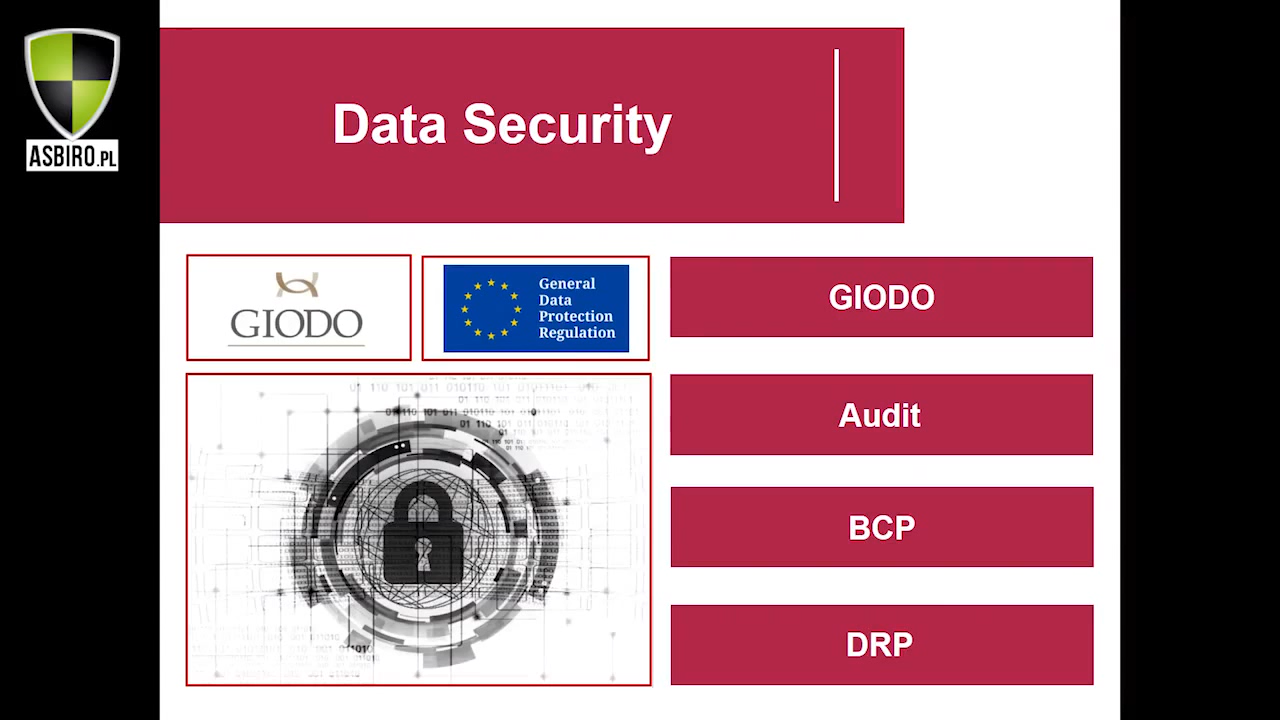 ASBIRO.PL
Data Security
GIODO
General
Data
Protection
Regulation
GIODO
Audit
BCP
DRP